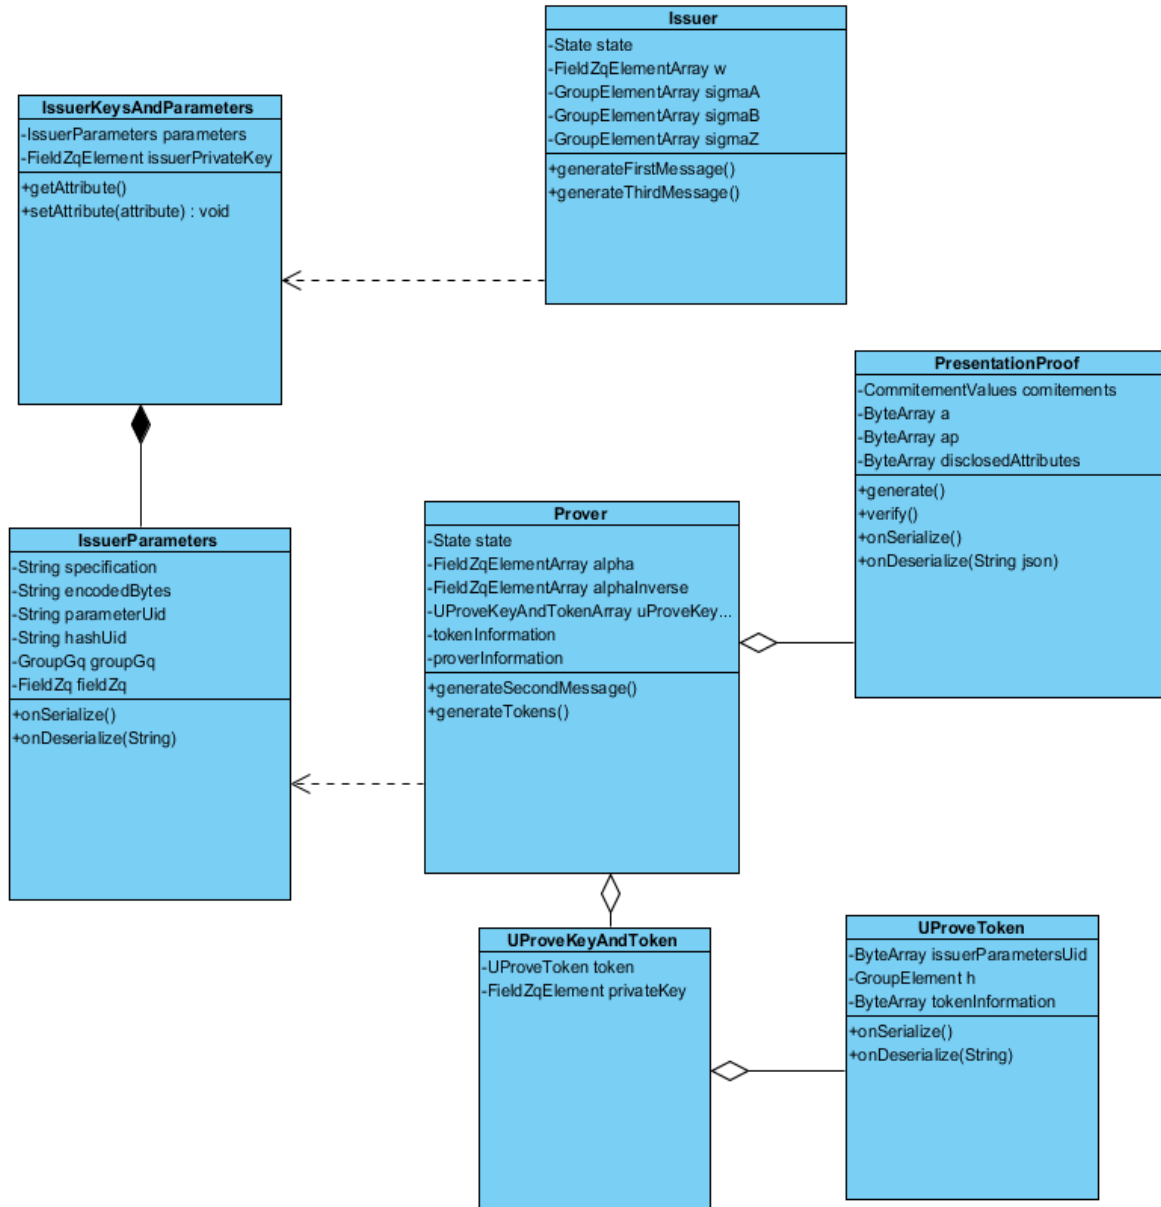 Issuer
-State state
-FieldZqElementArray w
-GroupElementArray sigmaA
-GroupElementArray sigmaB
-GroupElementArray sigmaZ
+generateFirstMessage()
+generateThirdMessage()
IssuerKeysAndParameters
-IssuerParameters parameters
-FieldZqElement issuerPrivateKey
+getAttribute()
+setAttribute(attribute) : void
PresentationProof
-CommitementValues comitements
-ByteArray a
-ByteArray ap
-ByteArray disclosedAttributes
+generate()
+verify()
+onSerialize()
+onDeserialize(String json)
Prover
-State state
-FieldZqElementArray alpha
-FieldZqElementArray alphaInverse
-UProveKeyAndTokenArray uProveKey...
-tokenInformation
-proverInformation
+generateSecondMessage()
+generateTokens()
IssuerParameters
-String specification
-String encodedBytes
-String parameterUid
-String hashUid
-GroupGq groupGq
-FieldZq fieldZq
+onSerialize()
+onDeserialize(String)
UProveKeyAndToken
-UProveToken token
-FieldZqElement privateKey
UProveToken
-ByteArray issuerParametersUid
-GroupElement h
-ByteArray tokenInformation
+onSerialize()
+onDeserialize(String)